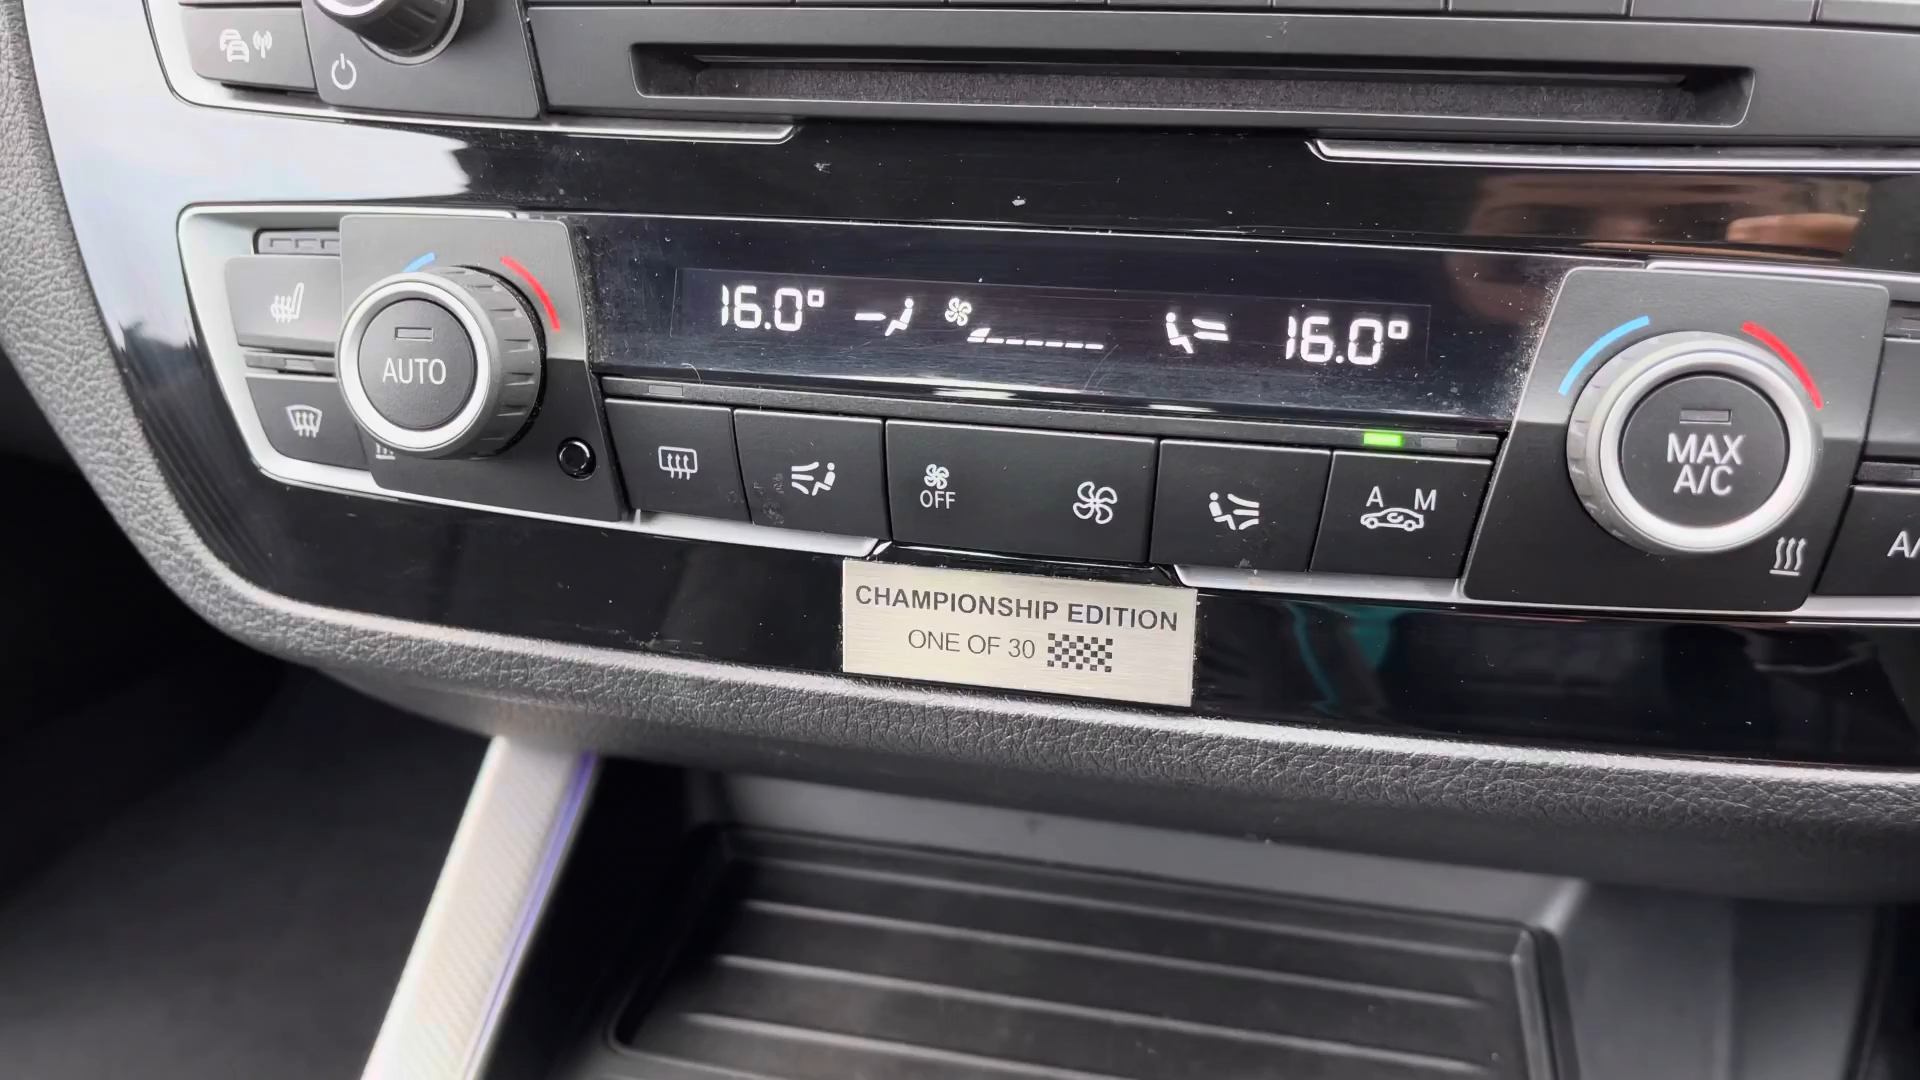 16.0°
16.0°
AUTO
MAX
A/C
OFF
A M
CHAMPIONSHIP EDITION
ONE OF 30